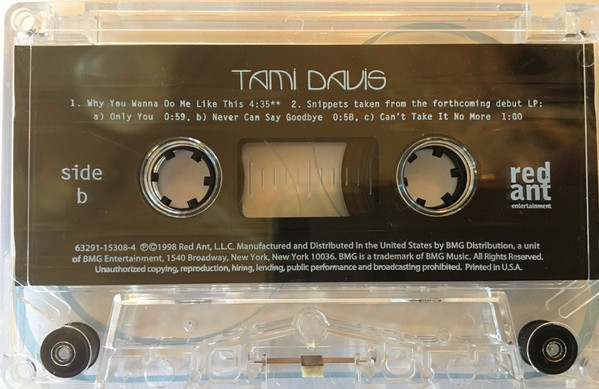 TAMI DAVIS
1. Why You Wanna Do Me Like This 4:35** 2. Snippets taken from the forthcoming debut LP:
a) Only You 0:59, b) Never Can Say Goodbye 0:58, c) Can't Take It No More 1:00
side
b
red
ant
entertainment
63291-15308-4 ℗©1998 Red Ant, L.L.C. Manufactured and Distributed in the United States by BMG Distribution, a unit
of BMG Entertainment, 1540 Broadway, New York, New York 10036. BMG is a trademark of BMG Music. All Rights Reserved.
Unauthorized copying, reproduction, hiring, lending, public performance and broadcasting prohibited. Printed in U.S.A.